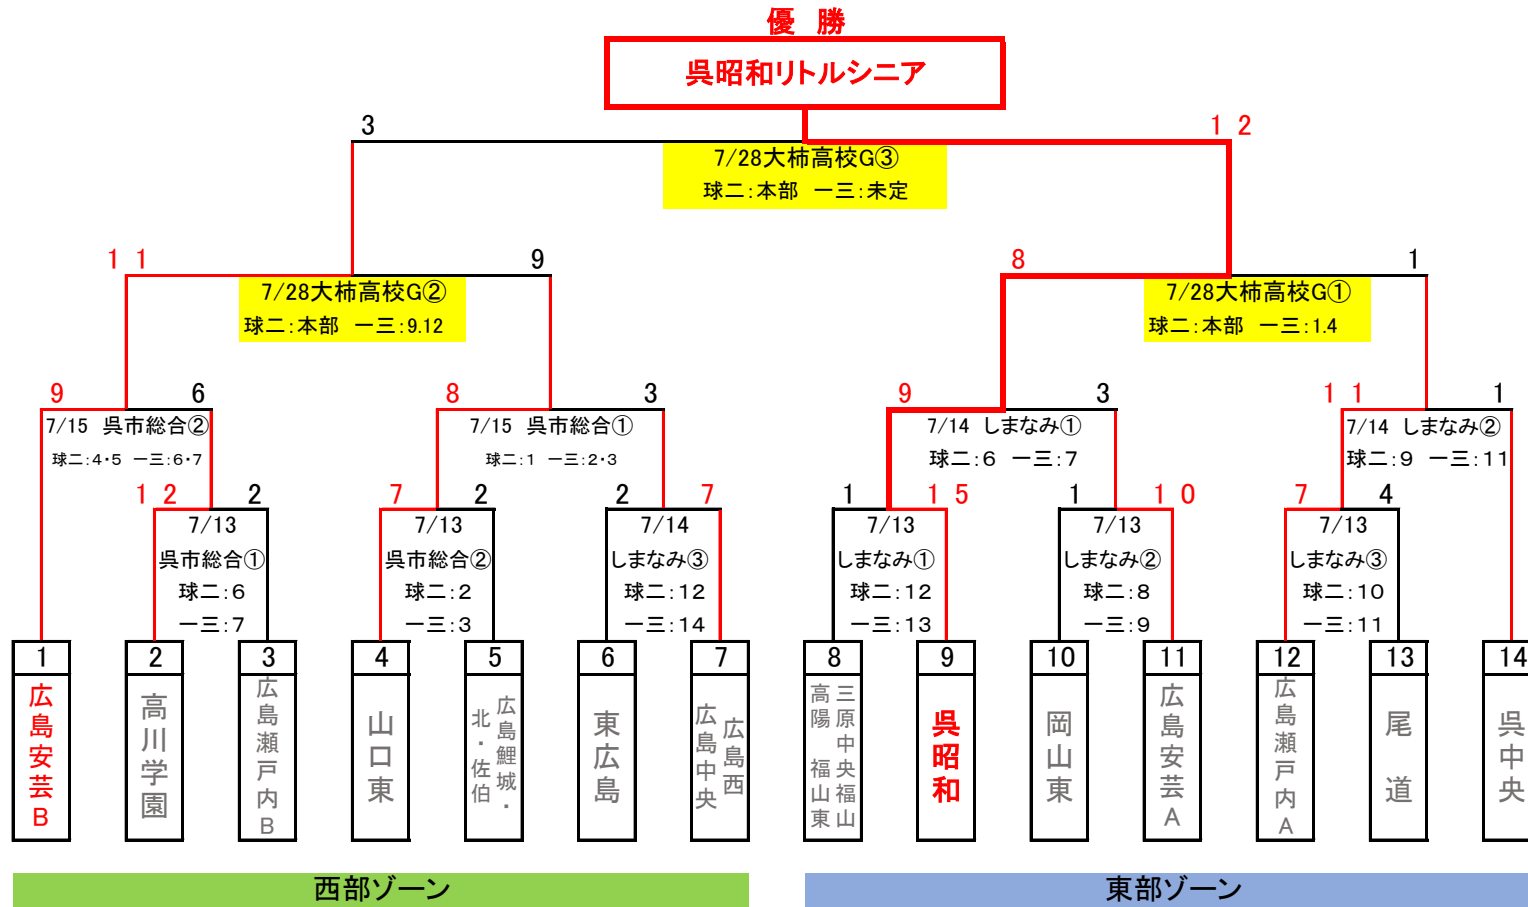 優 勝
呉昭和リトルシニア
3
1 2
7/28大柿高校G③
球二:本部 一三:未定
1 1
9
8
1
7/28大柿高校G②
球二:本部 一三:9.12
7/28大柿高校G①
球二:本部 一三:1.4
9
6
8
3
9
3
1 1
1
7/15 呉市総合②
球二:4・5 一三:6・7
7/15 呉市総合①
球二:1 一三:2・3
7/14 しまなみ①
球二:6 一三:7
7/14 しまなみ②
球二:9 一三:11
1 2
2
7
2
2
7
1
1 5
1
1 0
7
4
7/13
呉市総合①
球二:6
一三:7
7/13
呉市総合②
球二:2
一三:3
7/14
しまなみ③
球二:12
一三:14
7/13
しまなみ①
球二:12
一三:13
7/13
しまなみ②
球二:8
一三:9
7/13
しまなみ③
球二:10
一三:11
1
広島安芸B
2
高川学園
3
広島瀬戸内B
4
山口東
5
広島鯉城・
北・佐伯
6
東広島
7
広島西
広島中央
8
三原中央福山
高陽 福山東
9
呉昭和
10
岡山東
11
広島安芸A
12
広島瀬戸内A
13
尾 道
14
呉中央
西部ゾーン
東部ゾーン